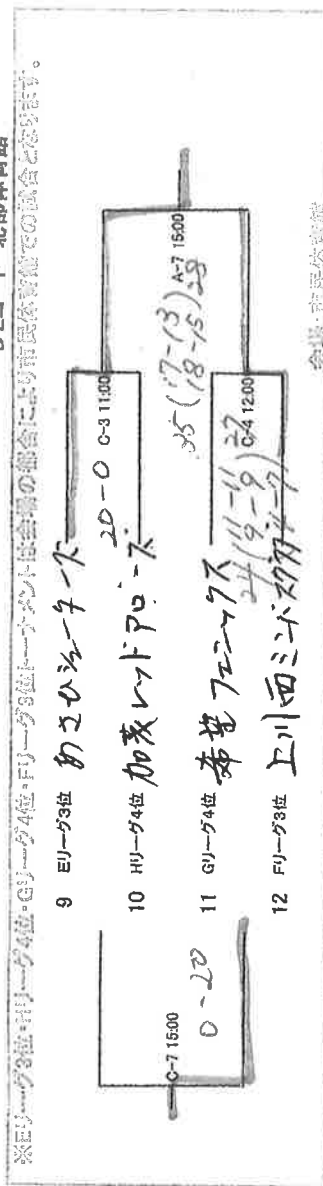 ※Eリーグ3位・Hリーグ4位・Gリーグ4位・Fリーグ3位トーナメントは会場の都合により市民体育館での試合となります。
9 Eリーグ3位 あさひシューターズ
10 Hリーグ4位 加茂レッドアローズ
11 Gリーグ4位 希望フェニックス
12 Fリーグ3位 上川西ミニバス
C-7 15:00
0-20
20-0 C-3 11:00
C-4 12:00
24(11-11
9-9
4-7)27
A-7 15:00
35(17-13
18-15)28
会場:市民体育館